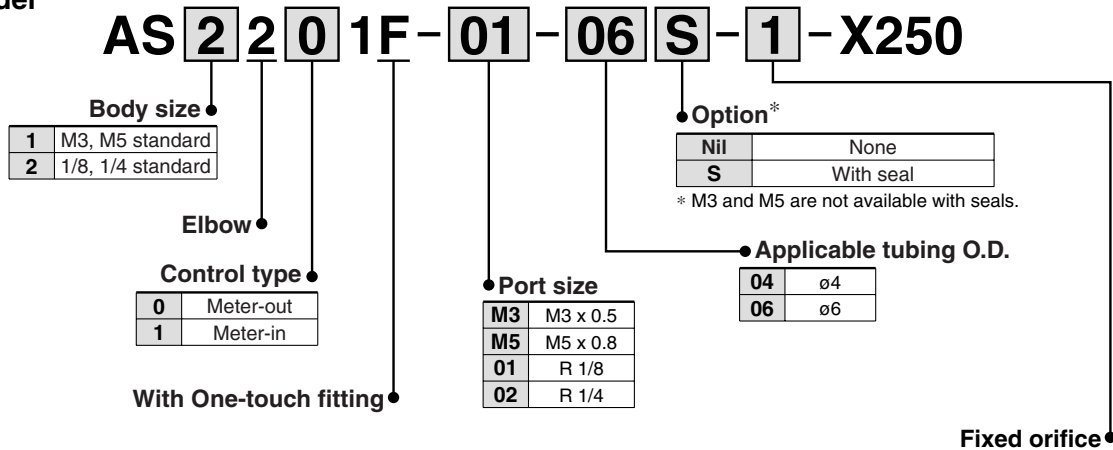 AS 2 2 0 1F - 01 - 06 S - 1 - X250
Body size
1 M3, M5 standard
2 1/8, 1/4 standard
Elbow
Control type
0 Meter-out
1 Meter-in
With One-touch fitting
Port size
M3 M3 x 0.5
M5 M5 x 0.8
01 R 1/8
02 R 1/4
Option*
Nil None
S With seal
* M3 and M5 are not available with seals.
Applicable tubing O.D.
04 ø4
06 ø6
Fixed orifice